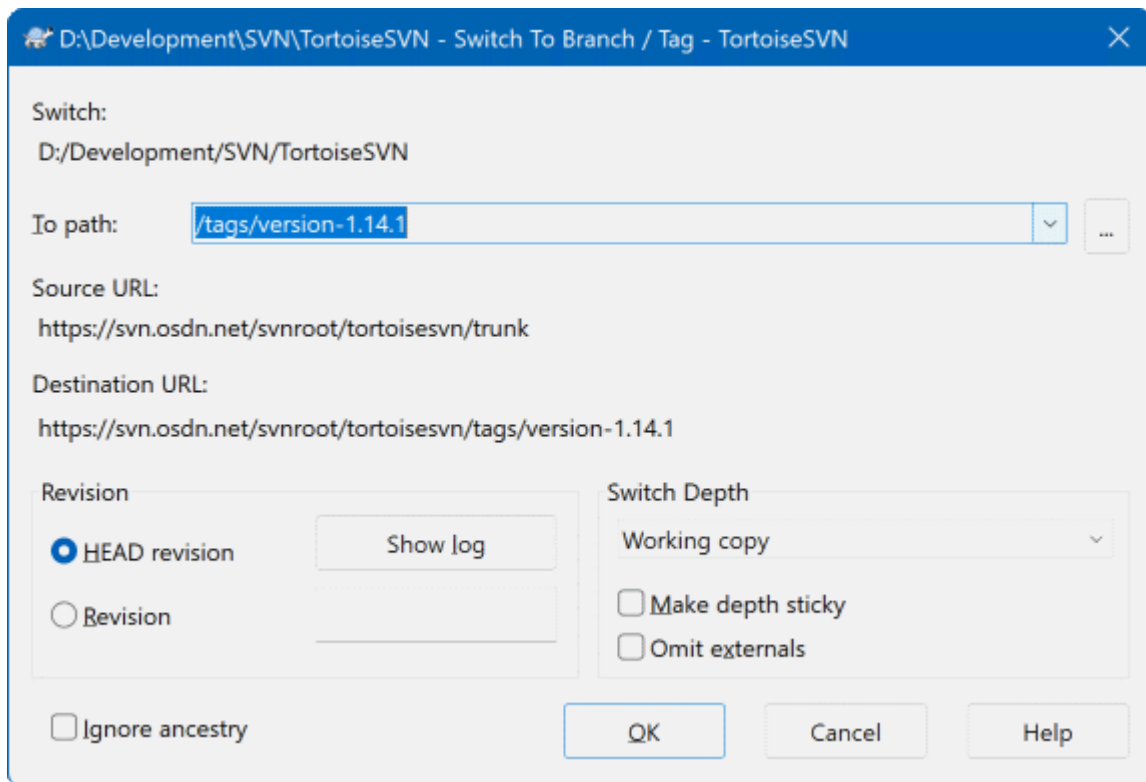 D:\Development\SVN\TortoiseSVN - Switch To Branch / Tag - TortoiseSVN
Switch:
D:/Development/SVN/TortoiseSVN
To path:
/tags/version-1.14.1
...
Source URL:
https://svn.osdn.net/svnroot/tortoisesvn/trunk
Destination URL:
https://svn.osdn.net/svnroot/tortoisesvn/tags/version-1.14.1
Revision
HEAD revision
Show log
Revision
Switch Depth
Working copy
Make depth sticky
Omit externals
Ignore ancestry
OK
Cancel
Help